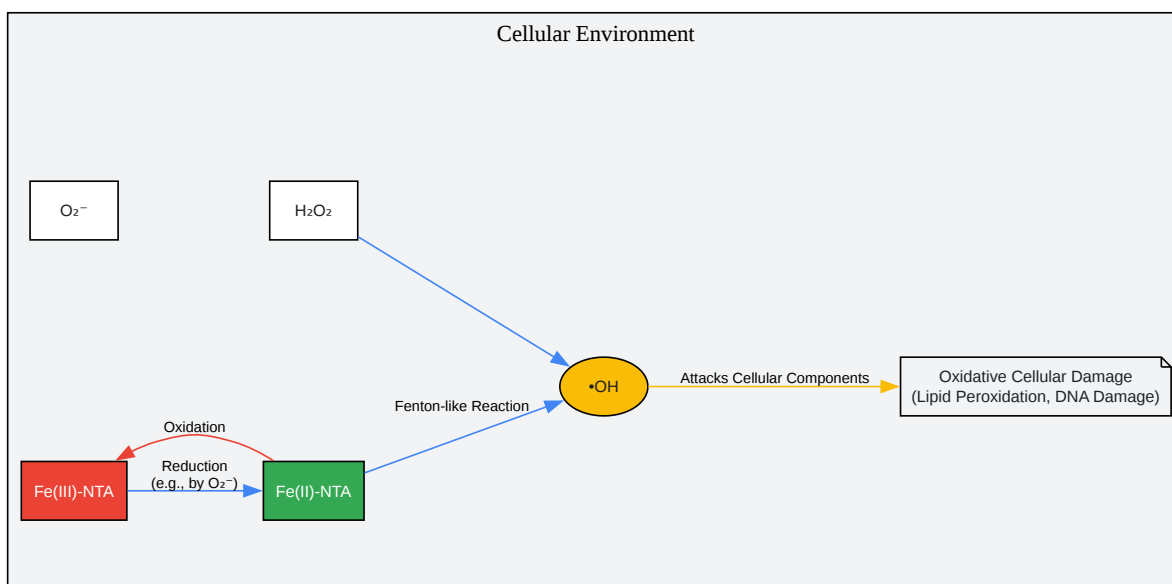 Cellular Environment
O₂⁻
H₂O₂
•OH
Attacks Cellular Components
Oxidative Cellular Damage
(Lipid Peroxidation, DNA Damage)
Fenton-like Reaction
Oxidation
Reduction
(e.g., by O₂⁻)
Fe(III)-NTA
Fe(II)-NTA